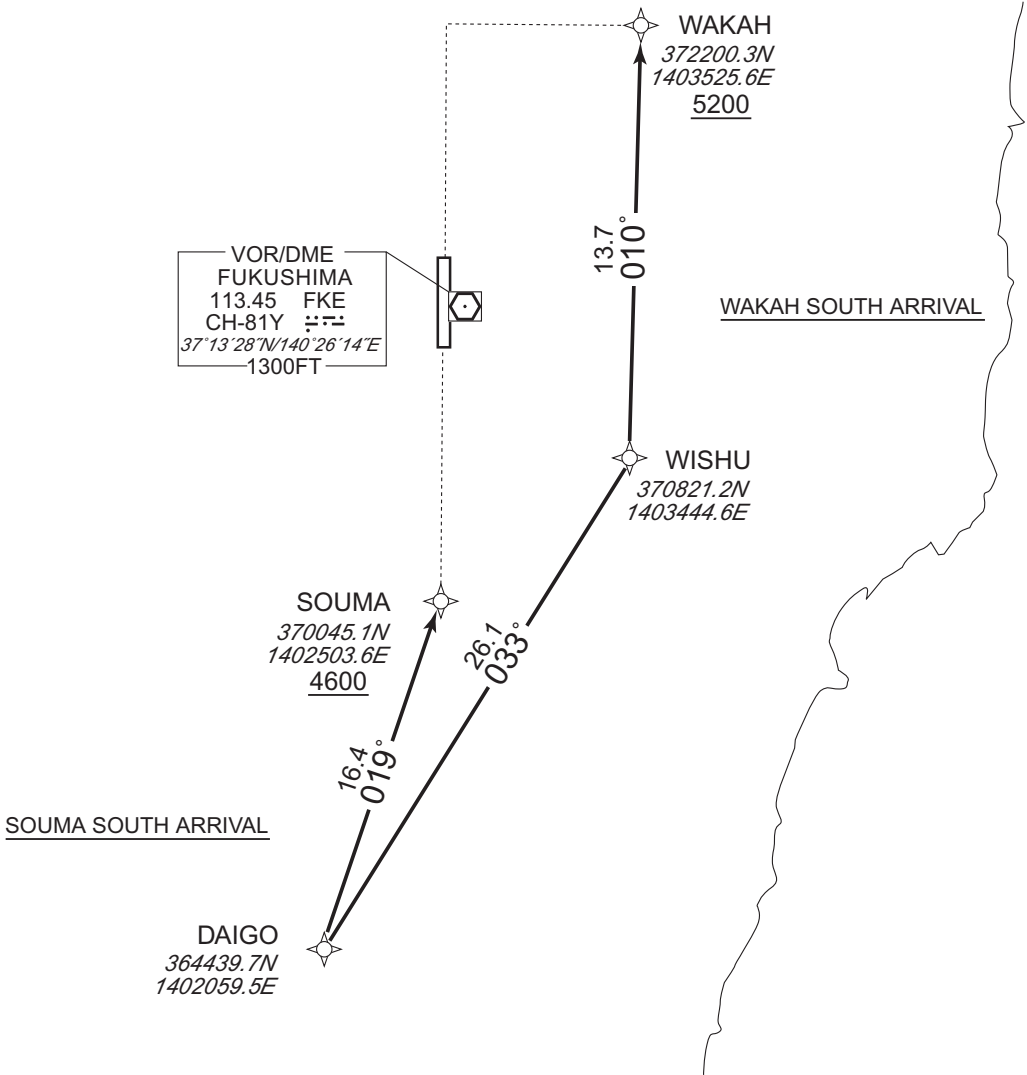 WAKAH
372200.3N
1403525.6E
5200
13.7
010°
VOR/DME
FUKUSHIMA
113.45 FKE
CH-81Y
37°13´28˝N/140°26´14˝E
1300FT
WAKAH SOUTH ARRIVAL
WISHU
370821.2N
1403444.6E
SOUMA
370045.1N
1402503.6E
4600
26.1
033°
16.4
019°
SOUMA SOUTH ARRIVAL
DAIGO
364439.7N
1402059.5E